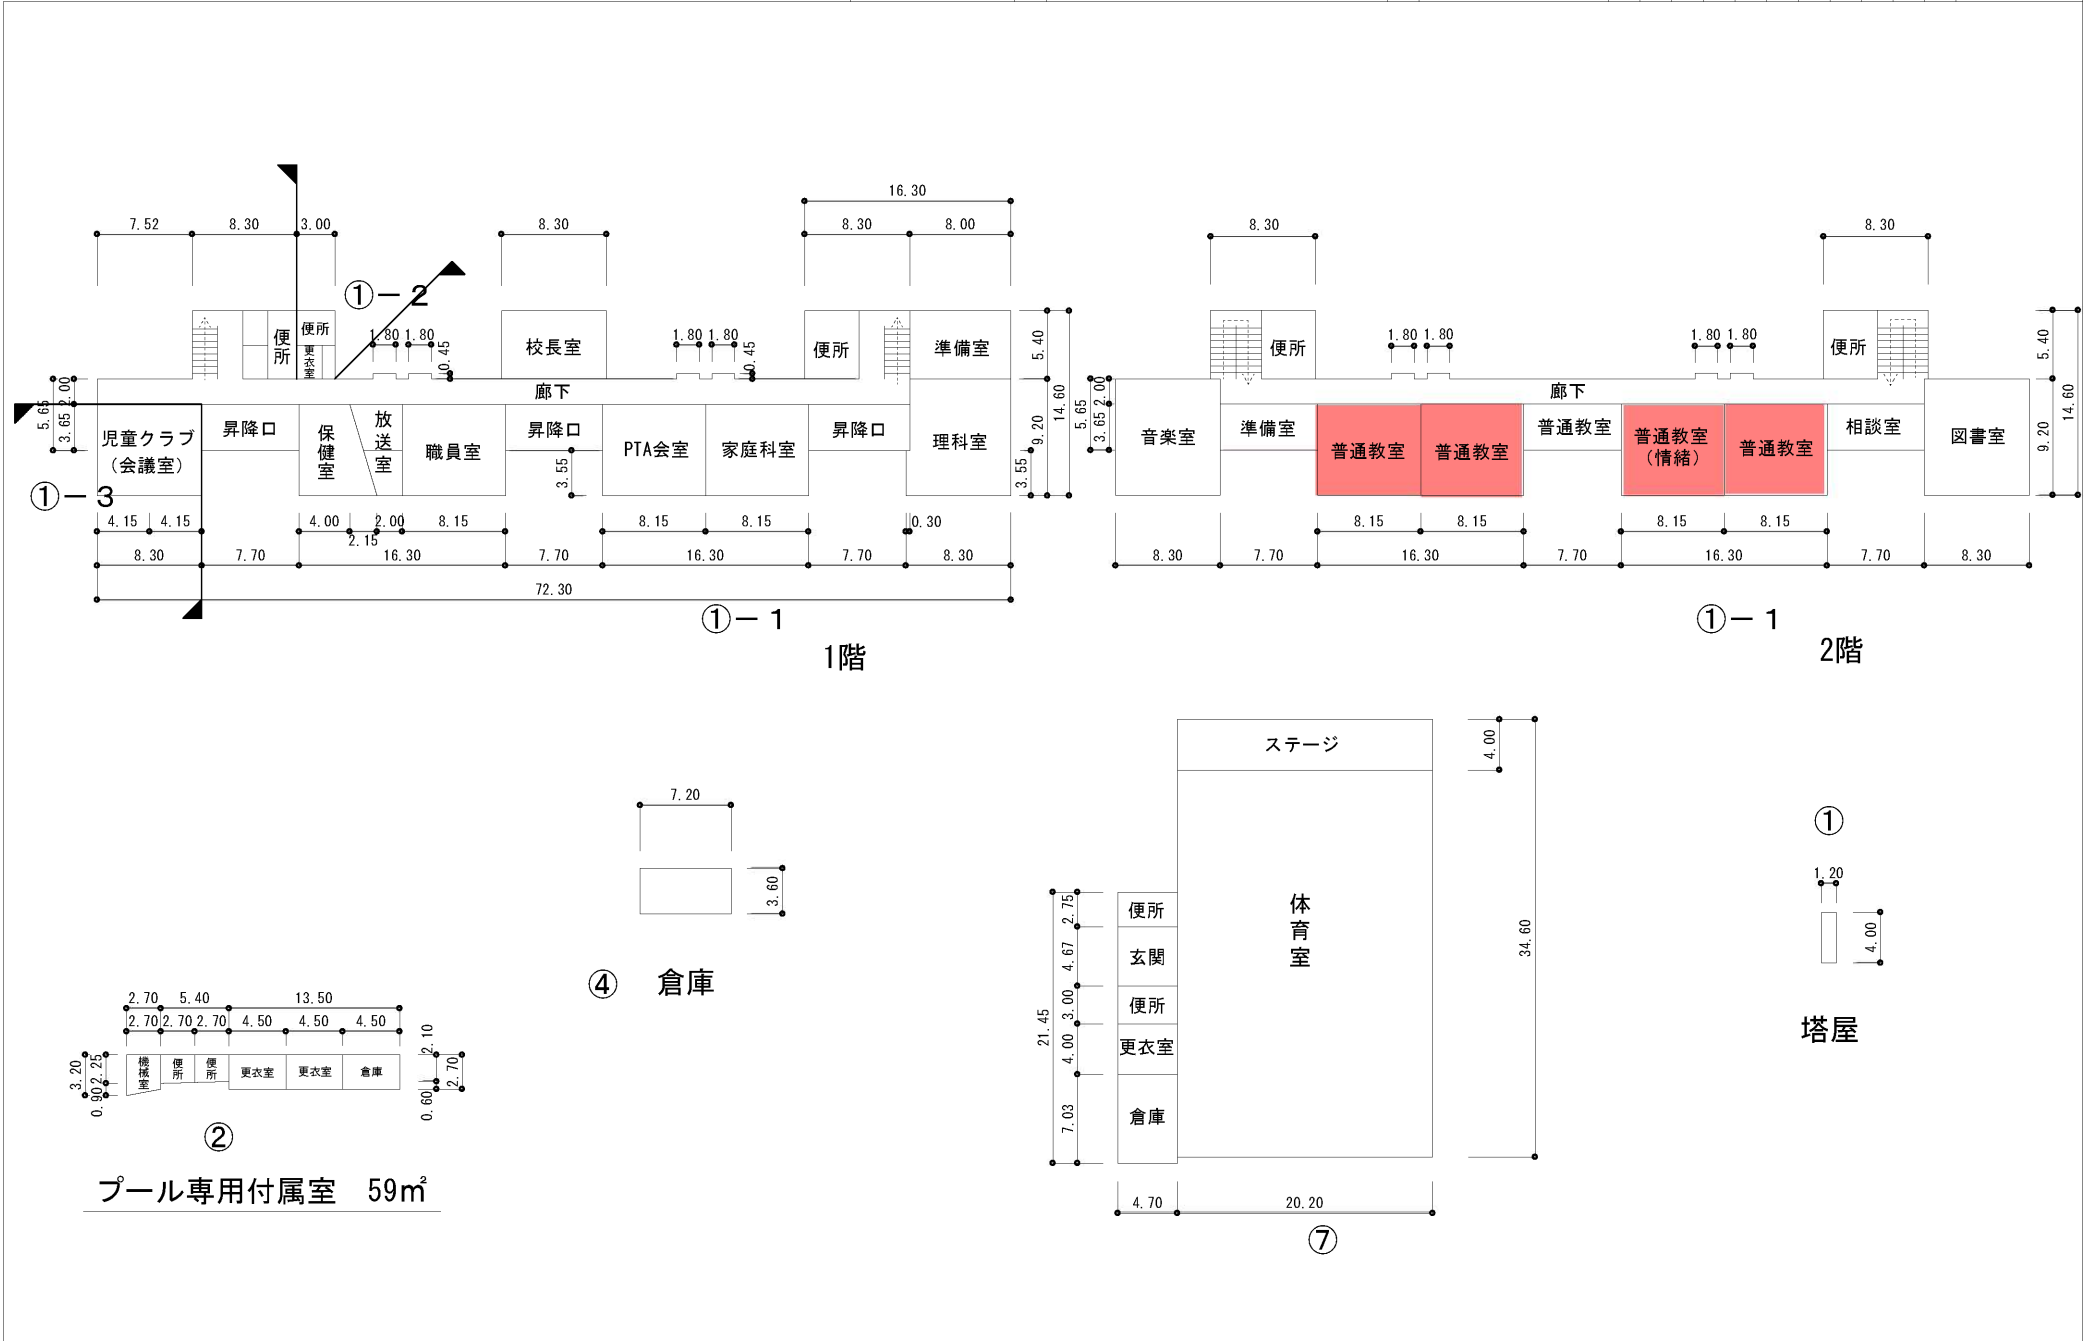 16.30
7.52
8.30
3.00
8.30
8.30
8.00
①-2
便所
便所
更衣室
1.80
1.80
0.45
校長室
1.80
1.80
0.45
便所
準備室
5.40
14.60
廊下
2.00
5.65
3.65
9.20
3.55
児童クラブ
(会議室)
昇降口
保健室
放送室
職員室
昇降口
3.55
PTA会室
家庭科室
昇降口
理科室
①-3
4.15
4.15
4.00
2.15
2.00
8.15
8.15
8.15
0.30
8.30
7.70
16.30
7.70
16.30
7.70
8.30
72.30
①-1
1階
8.30
8.30
便所
1.80
1.80
1.80
1.80
便所
5.40
14.60
廊下
2.00
5.65
3.65
9.20
音楽室
準備室
普通教室
普通教室
普通教室
普通教室
(情緒)
普通教室
相談室
図書室
8.15
8.15
8.15
8.15
8.30
7.70
16.30
7.70
16.30
7.70
8.30
①-1
2階
7.20
3.60
④ 倉庫
2.70
5.40
13.50
2.70
2.70
2.70
4.50
4.50
4.50
3.20
2.25
0.90
機械室
便所
便所
更衣室
更衣室
倉庫
2.10
2.70
0.60
②
プール専用付属室 59㎡
ステージ
4.00
34.60
体育室
便所
玄関
便所
更衣室
倉庫
2.75
4.67
3.00
4.00
7.03
21.45
4.70
20.20
⑦
①
1.20
4.00
塔屋